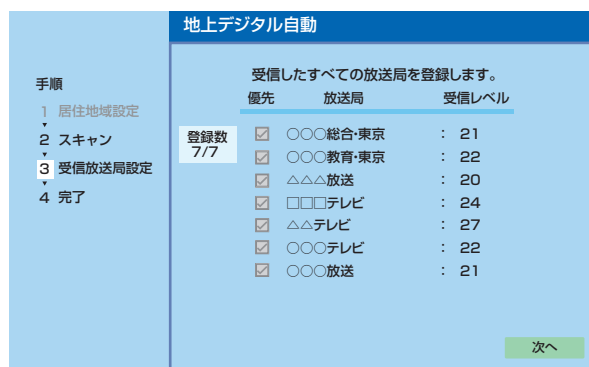 地上デジタル自動
手順
1 居住地域設定
2 スキャン
3 受信放送局設定
4 完了
受信したすべての放送局を登録します。
優先 放送局 受信レベル
登録数
7/7
○○○総合・東京 : 21
○○○教育・東京 : 22
△△△放送 : 20
□□□テレビ : 24
△△テレビ : 27
○○○テレビ : 22
○○○放送 : 21
次へ